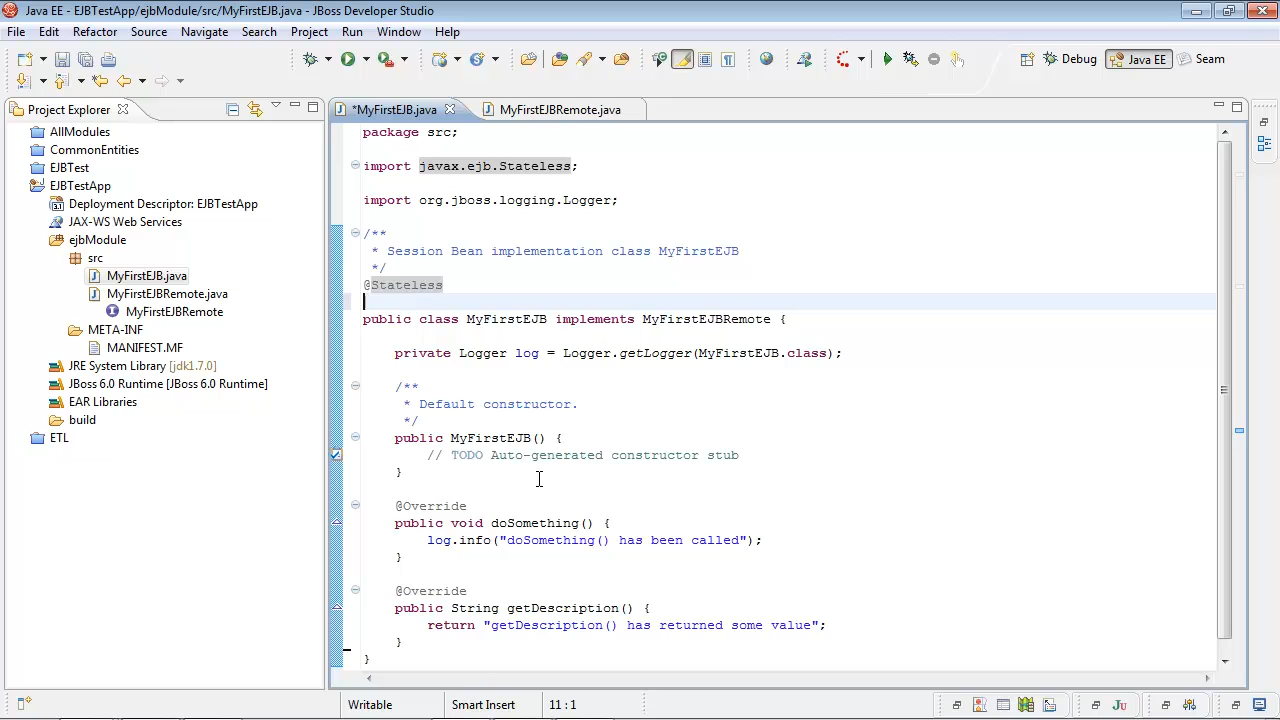 Java EE - EJBTestApp/ejbModule/src/MyFirstEJB.java - JBoss Developer Studio
File Edit Refactor Source Navigate Search Project Run Window Help
Debug Java EE Seam
Project Explorer
AllModules
CommonEntities
EJBTest
EJBTestApp
Deployment Descriptor: EJBTestApp
JAX-WS Web Services
ejbModule
src
MyFirstEJB.java
MyFirstEJBRemote.java
MyFirstEJBRemote
META-INF
MANIFEST.MF
JRE System Library [jdk1.7.0]
JBoss 6.0 Runtime [JBoss 6.0 Runtime]
EAR Libraries
build
ETL
*MyFirstEJB.java MyFirstEJBRemote.java
package src;
import javax.ejb.Stateless;
import org.jboss.logging.Logger;
/**
* Session Bean implementation class MyFirstEJB
*/
@Stateless
public class MyFirstEJB implements MyFirstEJBRemote {
private Logger log = Logger.getLogger(MyFirstEJB.class);
/**
* Default constructor.
*/
public MyFirstEJB() {
// TODO Auto-generated constructor stub
}
@Override
public void doSomething() {
log.info("doSomething() has been called");
}
@Override
public String getDescription() {
return "getDescription() has returned some value";
}
}
Writable Smart Insert 11 : 1
Ju